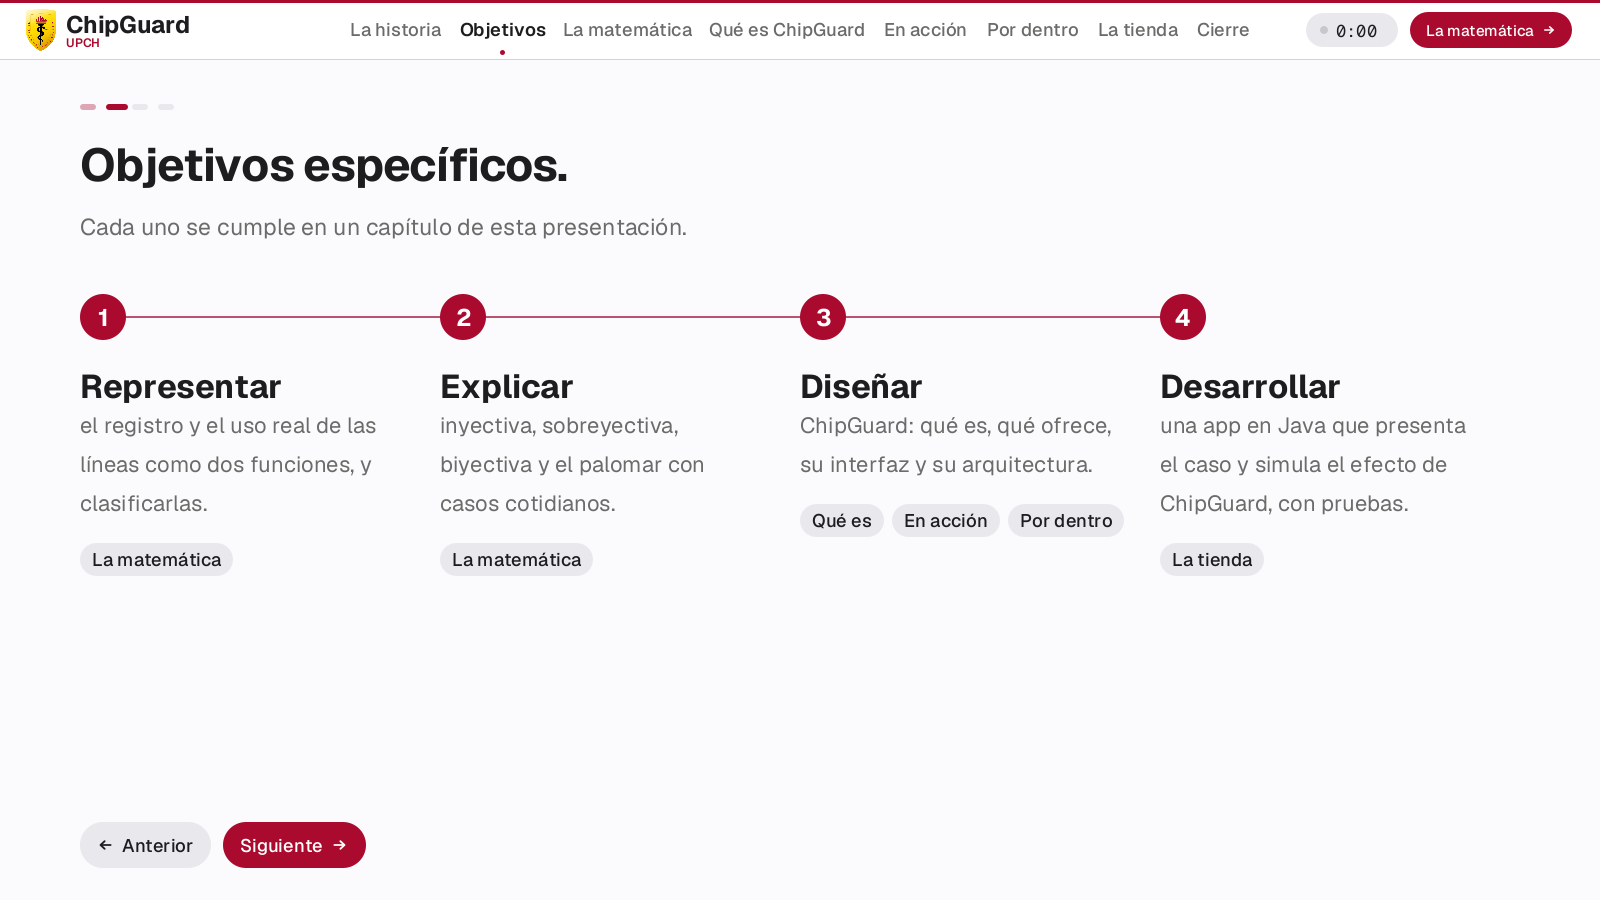 ChipGuard
UPCH
La historia
Objetivos
La matemática
Qué es ChipGuard
En acción
Por dentro
La tienda
Cierre
0:00
La matemática →
Objetivos específicos.
Cada uno se cumple en un capítulo de esta presentación.
1
Representar
el registro y el uso real de las
líneas como dos funciones, y
clasificarlas.
La matemática
2
Explicar
inyectiva, sobreyectiva,
biyectiva y el palomar con
casos cotidianos.
La matemática
3
Diseñar
ChipGuard: qué es, qué ofrece,
su interfaz y su arquitectura.
Qué es
En acción
Por dentro
4
Desarrollar
una app en Java que presenta
el caso y simula el efecto de
ChipGuard, con pruebas.
La tienda
← Anterior
Siguiente →